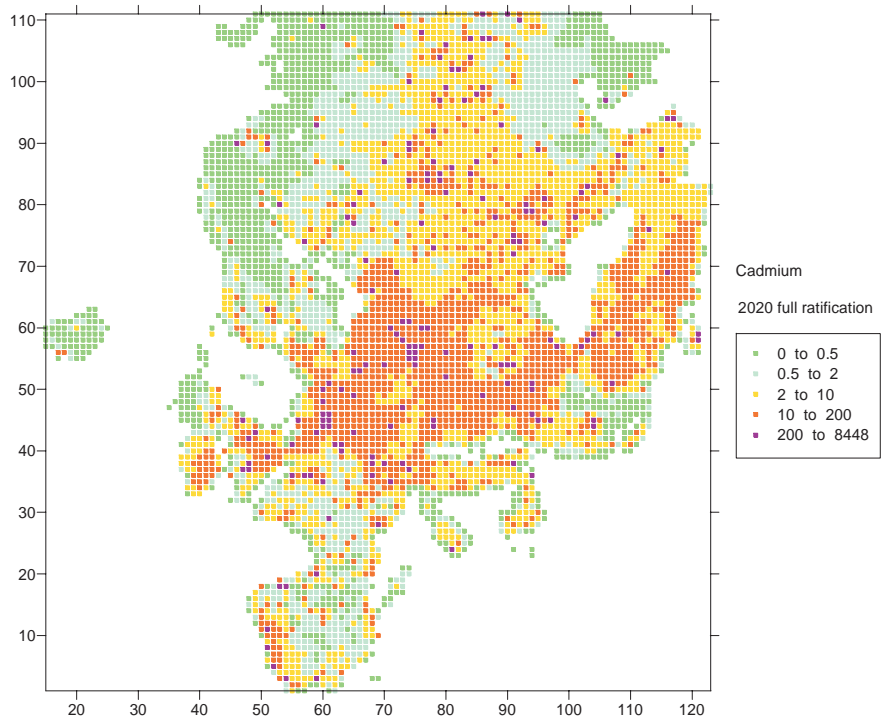 110
100
90
80
70
60
50
40
30
20
10
20 30 40 50 60 70 80 90 100 110 120
Cadmium
2020 full ratification
0 to 0.5
0.5 to 2
2 to 10
10 to 200
200 to 8448